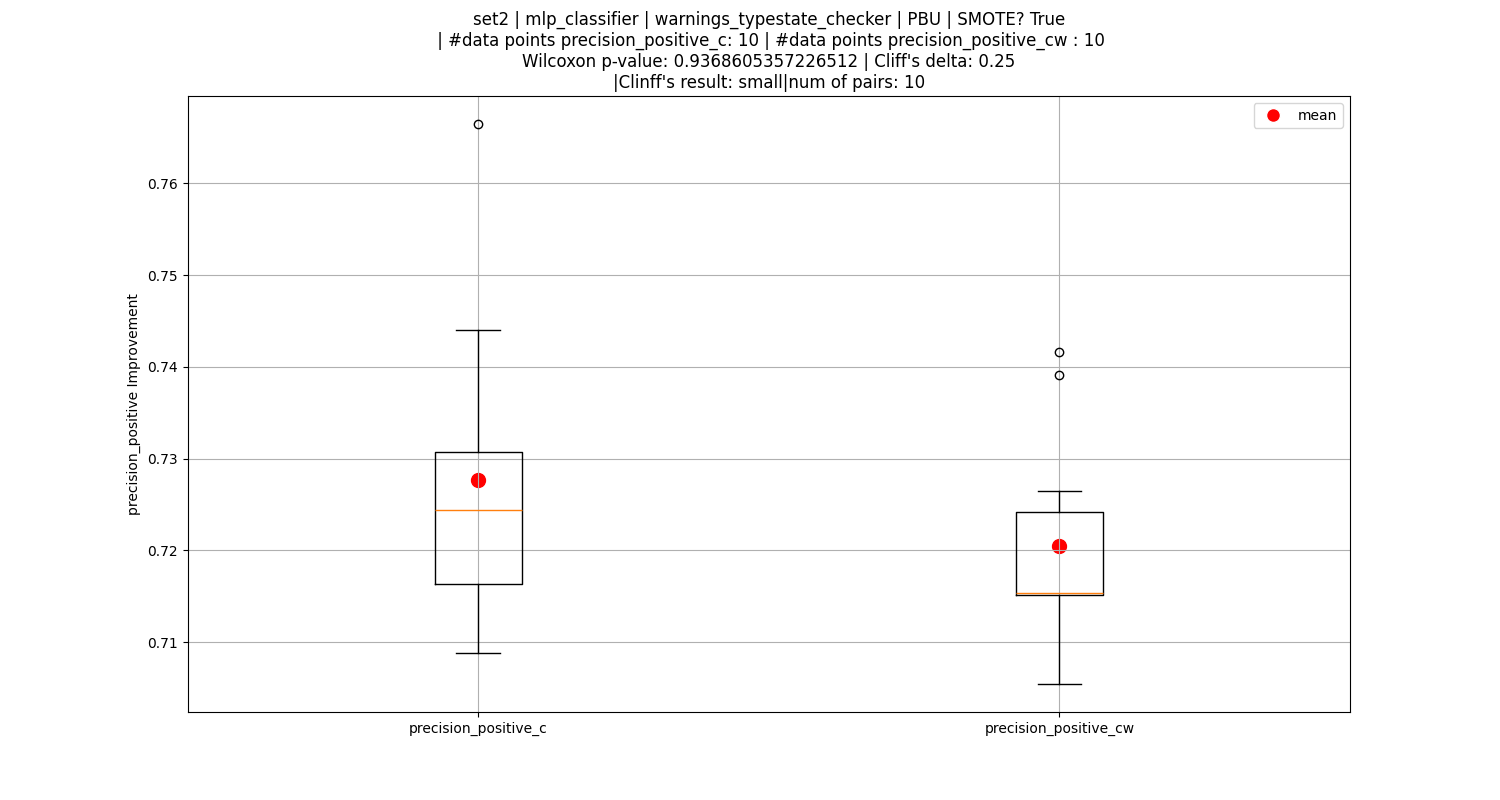 set2 | mlp_classifier | warnings_typestate_checker | PBU | SMOTE? True
| #data points precision_positive_c: 10 | #data points precision_positive_cw : 10
Wilcoxon p-value: 0.9368605357226512 | Cliff's delta: 0.25
|Clinff's result: small|num of pairs: 10
mean
0.76
0.75
0.74
0.73
0.72
0.71
precision_positive Improvement
precision_positive_c
precision_positive_cw